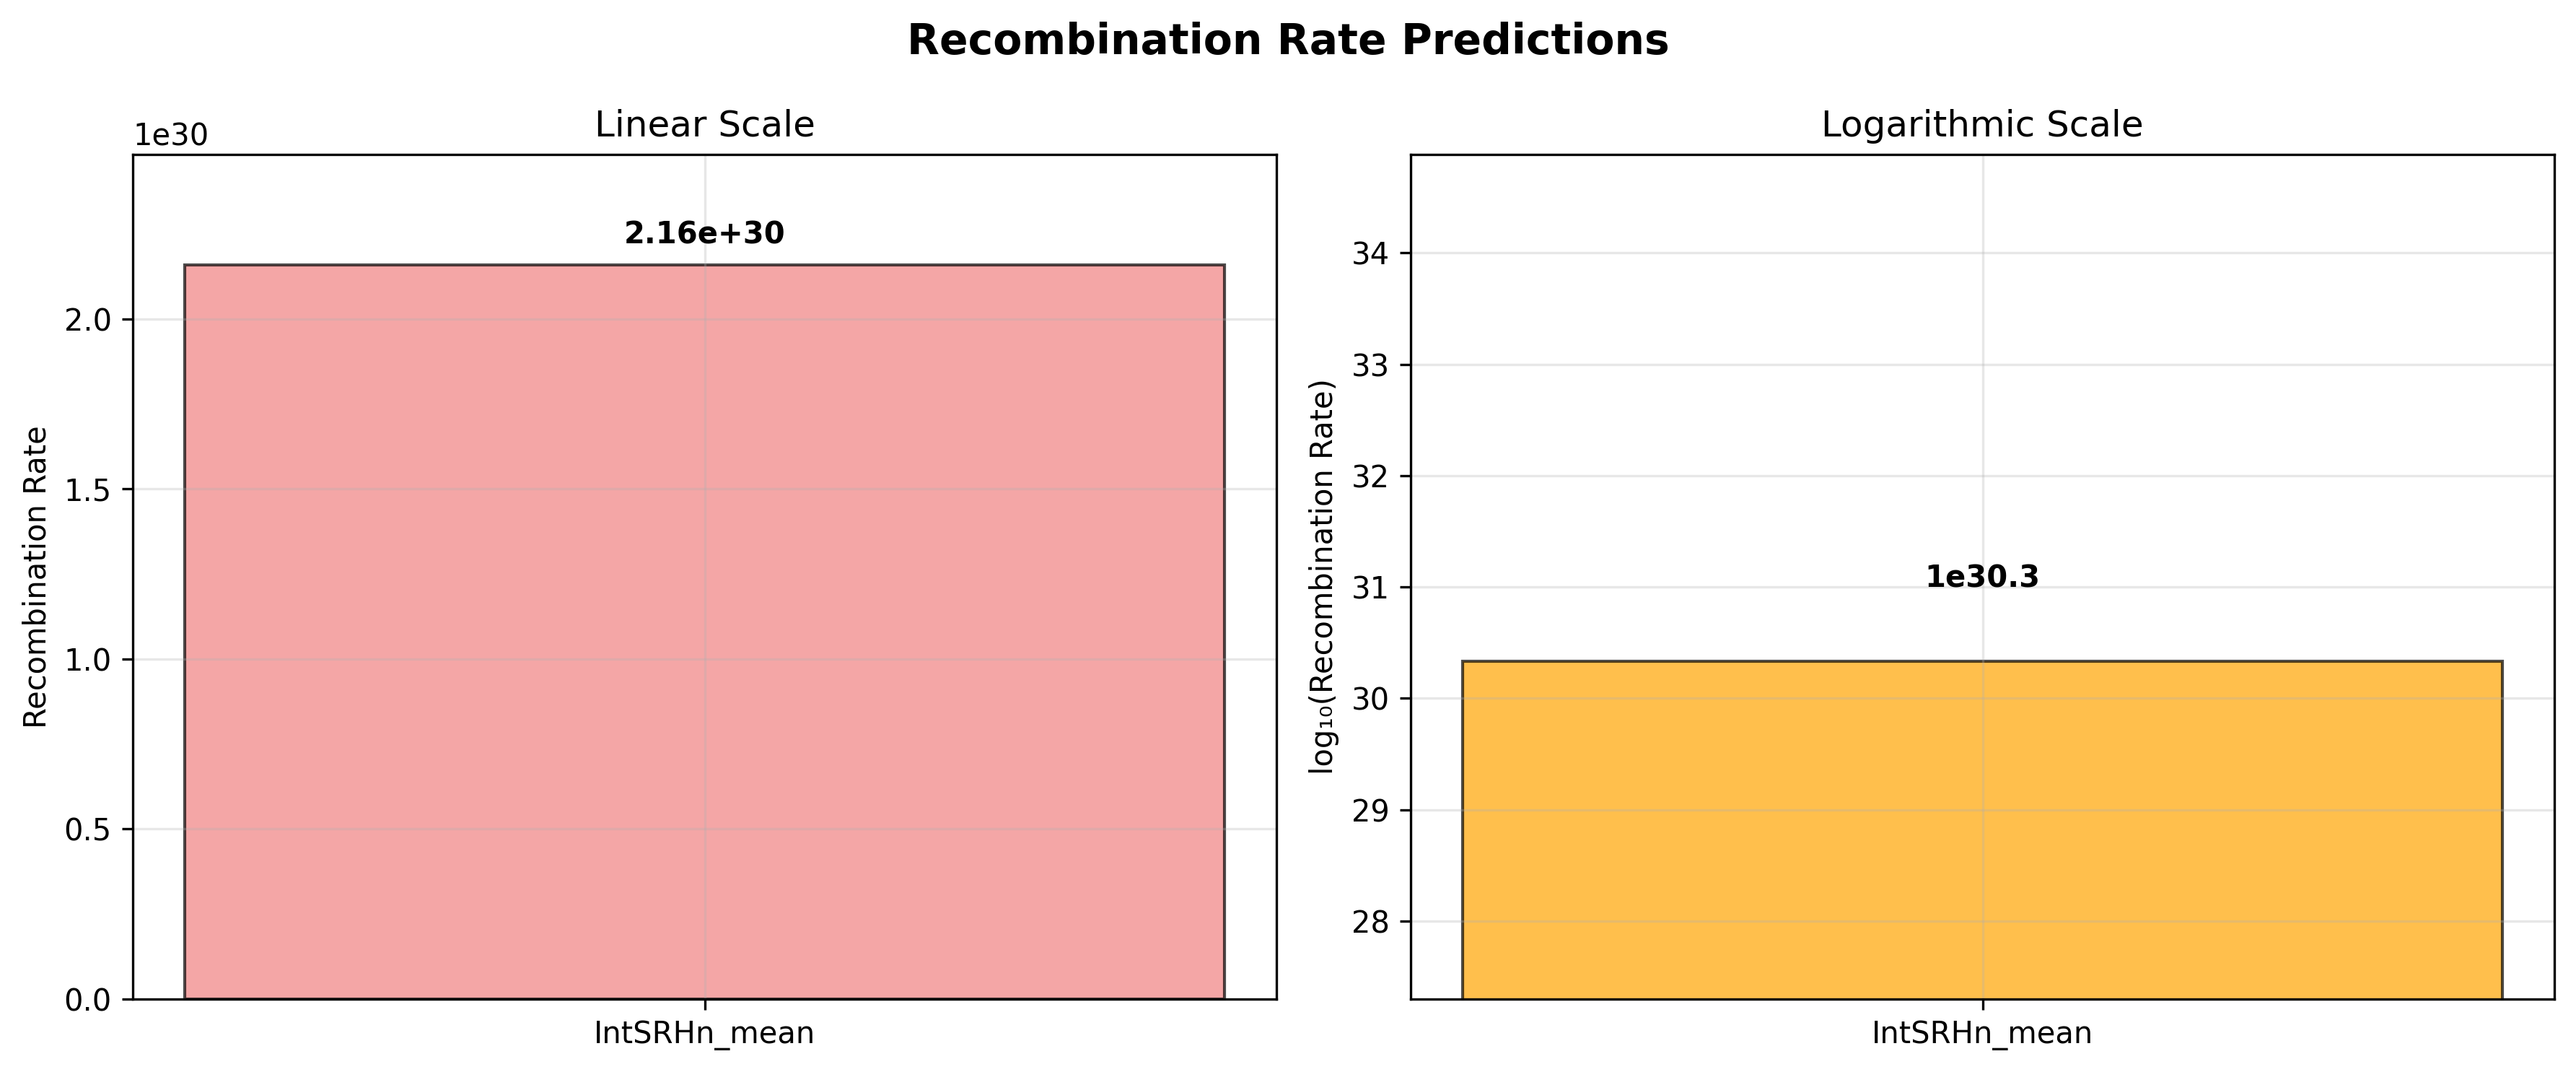 Recombination Rate Predictions
Linear Scale
1e30
2.16e+30
2.0
1.5
1.0
0.5
0.0
Recombination Rate
IntSRHn_mean
Logarithmic Scale
34
33
32
31
30
29
28
1e30.3
log₁₀(Recombination Rate)
IntSRHn_mean